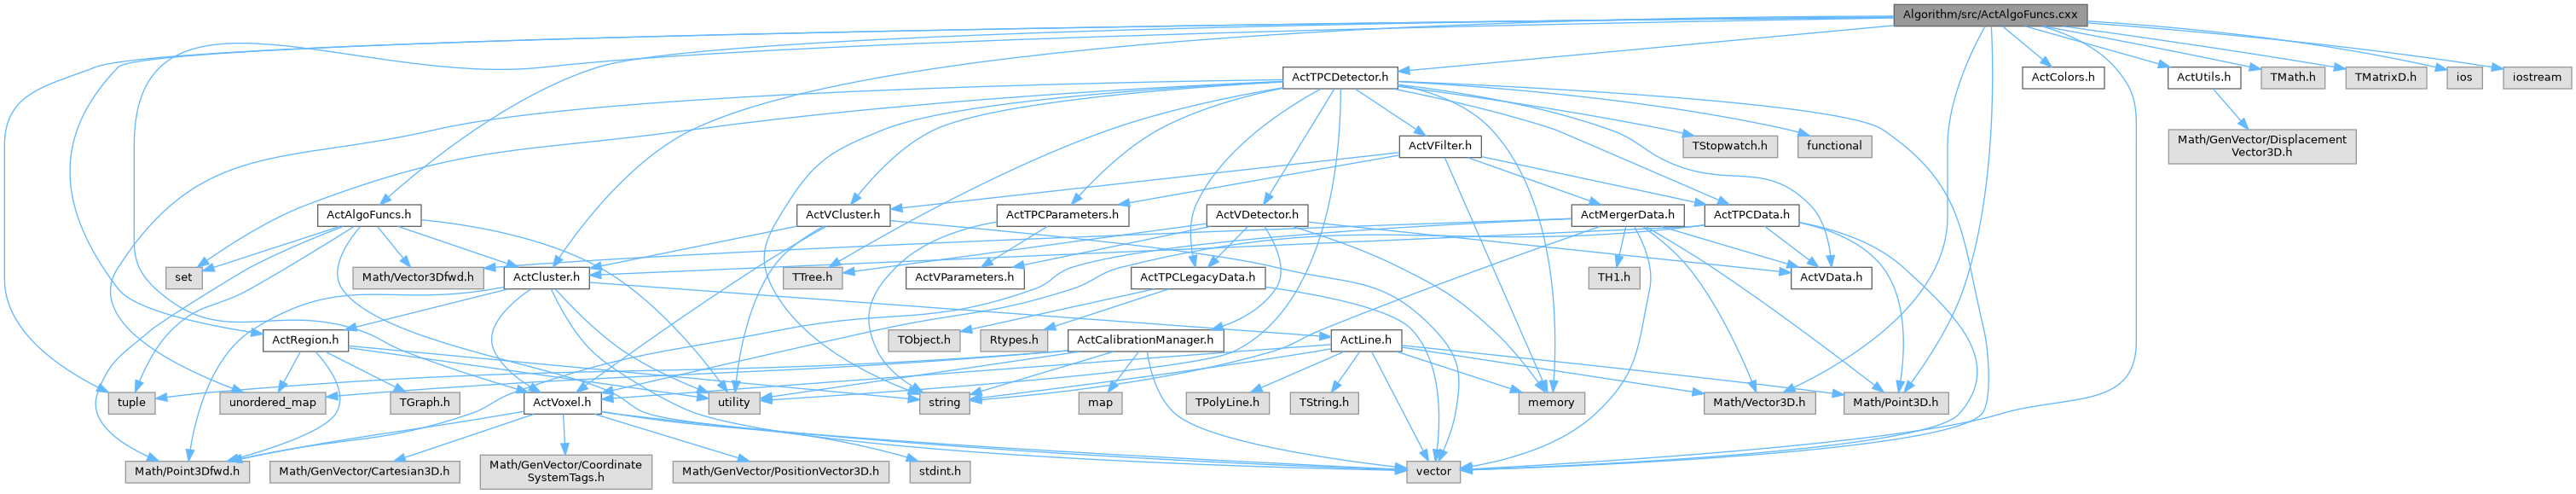 Algorithm/src/ActAlgoFuncs.cxx
ActTPCDetector.h
ActColors.h
ActUtils.h
TMath.h
TMatrixD.h
ios
iostream
ActVFilter.h
TStopwatch.h
functional
Math/GenVector/Displacement
Vector3D.h
ActAlgoFuncs.h
ActVCluster.h
ActTPCParameters.h
ActVDetector.h
ActMergerData.h
ActTPCData.h
set
Math/Vector3Dfwd.h
ActCluster.h
TTree.h
ActVParameters.h
ActTPCLegacyData.h
TH1.h
ActVData.h
ActRegion.h
TObject.h
Rtypes.h
ActCalibrationManager.h
ActLine.h
tuple
unordered_map
TGraph.h
ActVoxel.h
utility
string
map
TPolyLine.h
TString.h
memory
Math/Vector3D.h
Math/Point3D.h
Math/Point3Dfwd.h
Math/GenVector/Cartesian3D.h
Math/GenVector/Coordinate
SystemTags.h
Math/GenVector/PositionVector3D.h
stdint.h
vector